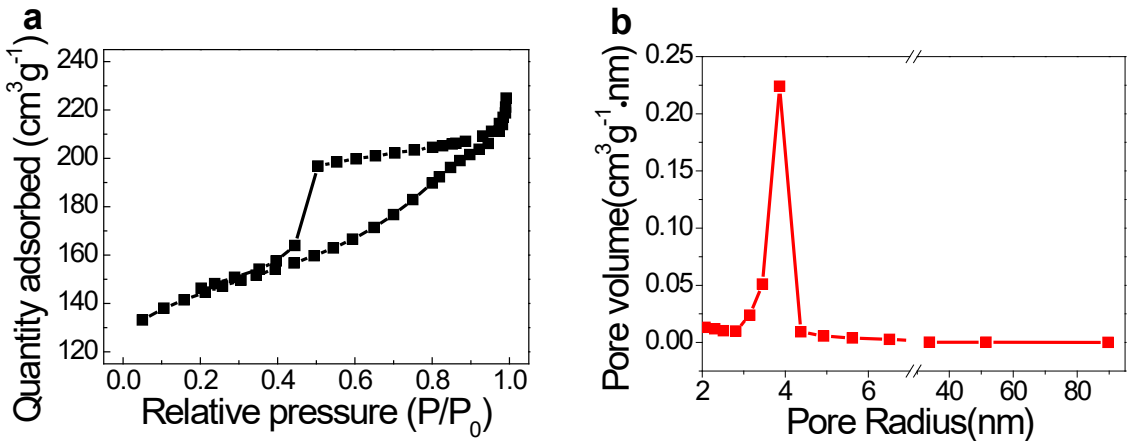 a
Quantity adsorbed (cm³g⁻¹)
240
220
200
180
160
140
120
0.0 0.2 0.4 0.6 0.8 1.0
Relative pressure (P/P₀)
b
Pore volume(cm³g⁻¹.nm)
0.25
0.20
0.15
0.10
0.05
0.00
2 4 6 40 60 80
Pore Radius(nm)